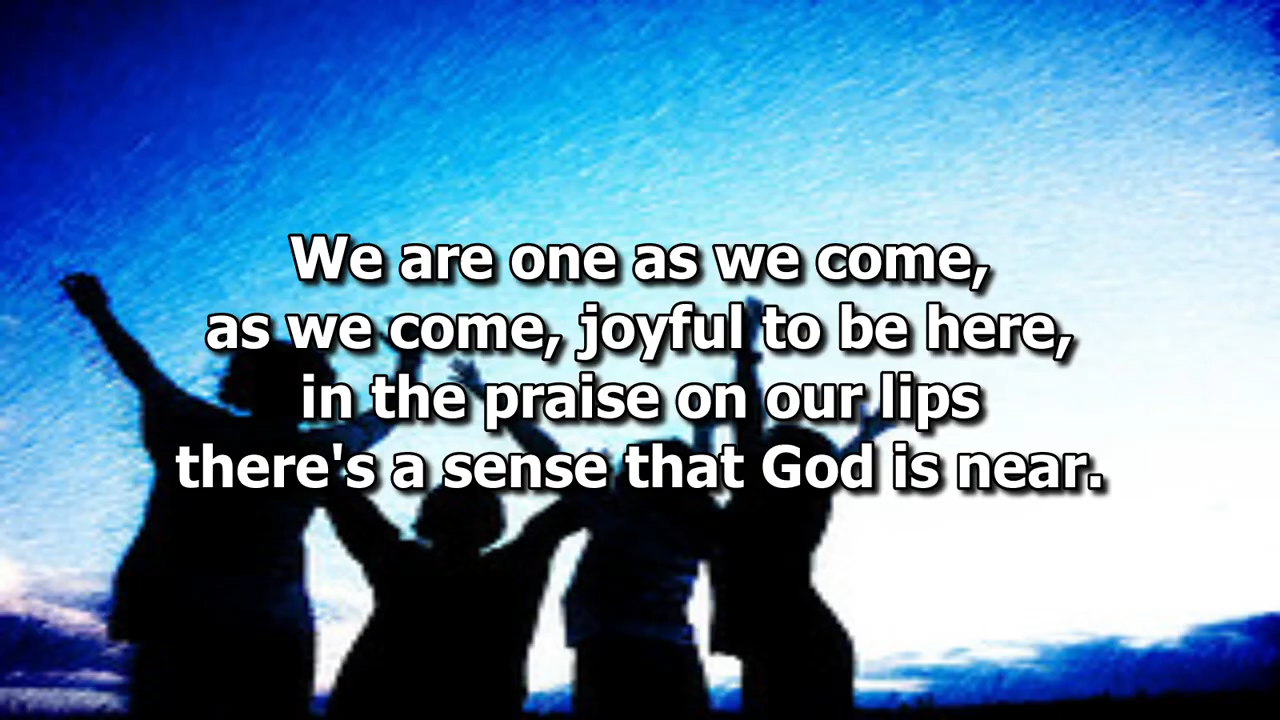 We are one as we come,
as we come, joyful to be here,
in the praise on our lips
there's a sense that God is near.